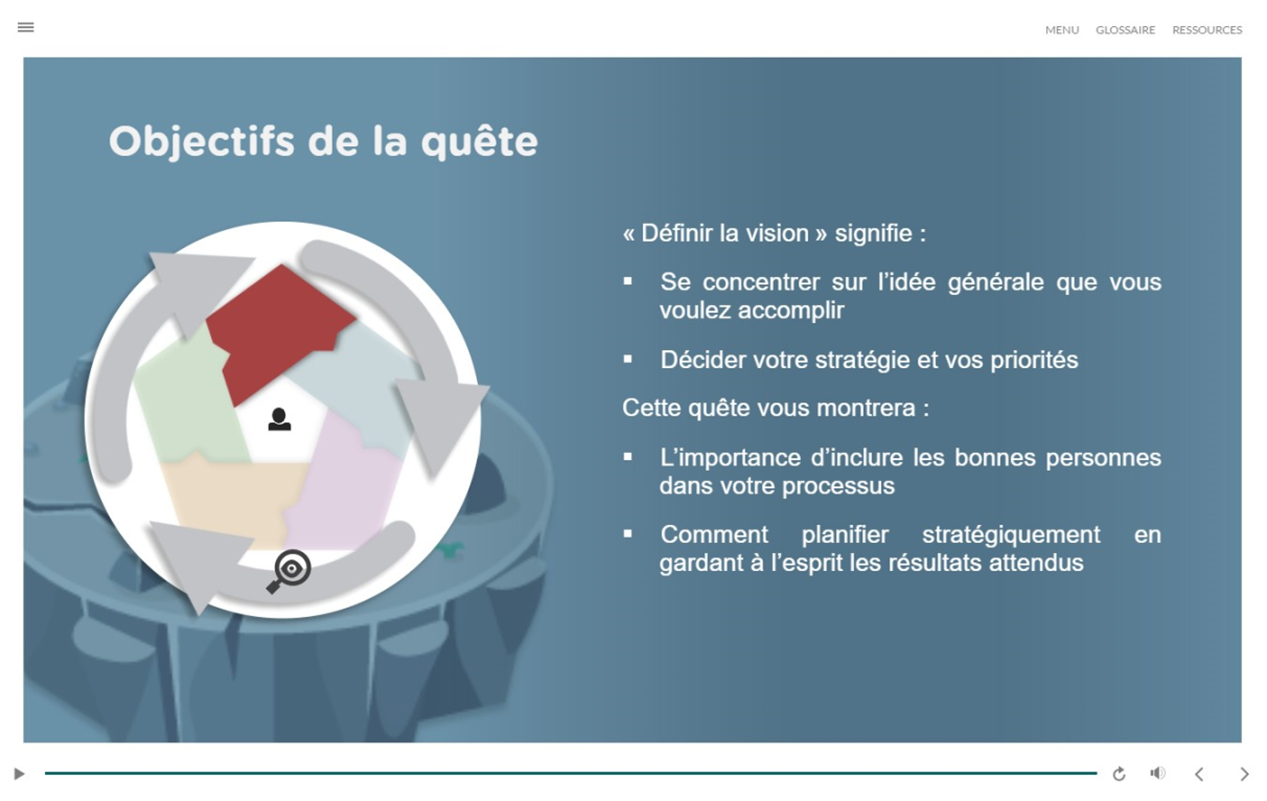 MENU GLOSSAIRE RESSOURCES
Objectifs de la quête
« Définir la vision » signifie :
▪ Se concentrer sur l’idée générale que vous
voulez accomplir
▪ Décider votre stratégie et vos priorités
Cette quête vous montrera :
▪ L’importance d’inclure les bonnes personnes
dans votre processus
▪ Comment planifier stratégiquement en
gardant à l’esprit les résultats attendus